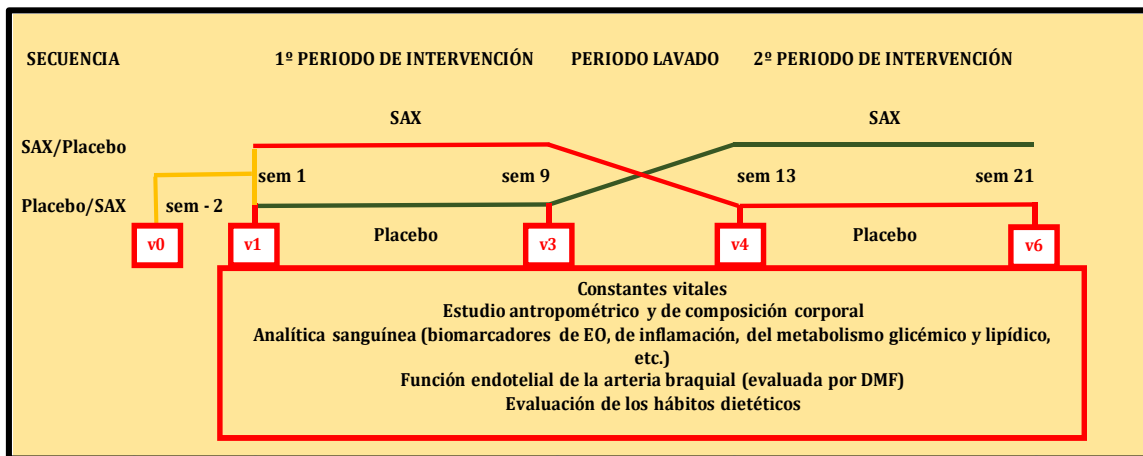 SECUENCIA 1º PERIODO DE INTERVENCIÓN PERIODO LAVADO 2º PERIODO DE INTERVENCIÓN
SAX SAX
SAX/Placebo
sem 1 sem 9 sem 13 sem 21
Placebo/SAX sem - 2
Placebo Placebo
v0 v1 v3 v4 v6
Constantes vitales
Estudio antropométrico y de composición corporal
Analítica sanguínea (biomarcadores de EO, de inflamación, del metabolismo glicémico y lipídico,
etc.)
Función endotelial de la arteria braquial (evaluada por DMF)
Evaluación de los hábitos dietéticos